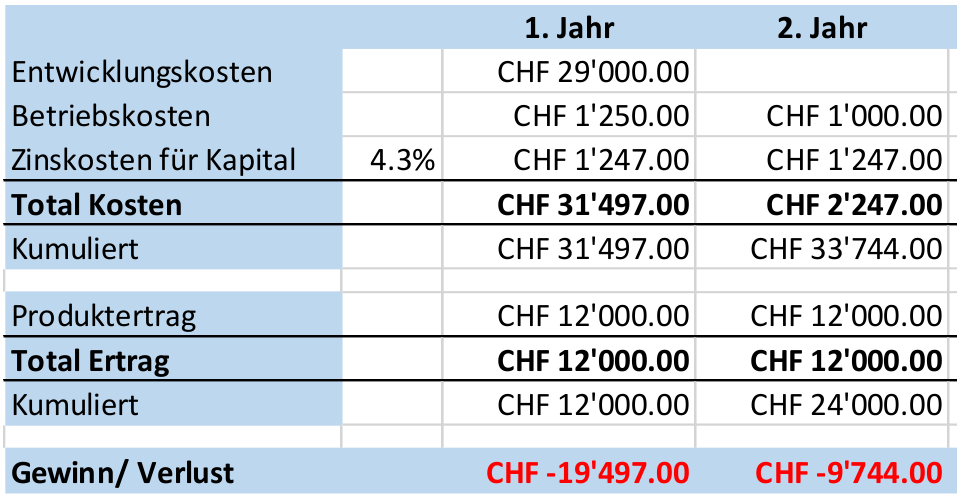 1. Jahr 2. Jahr
Entwicklungskosten CHF 29'000.00
Betriebskosten CHF 1'250.00 CHF 1'000.00
Zinskosten für Kapital 4.3% CHF 1'247.00 CHF 1'247.00
Total Kosten CHF 31'497.00 CHF 2'247.00
Kumuliert CHF 31'497.00 CHF 33'744.00
Produktertrag CHF 12'000.00 CHF 12'000.00
Total Ertrag CHF 12'000.00 CHF 12'000.00
Kumuliert CHF 12'000.00 CHF 24'000.00
Gewinn/ Verlust CHF -19'497.00 CHF -9'744.00